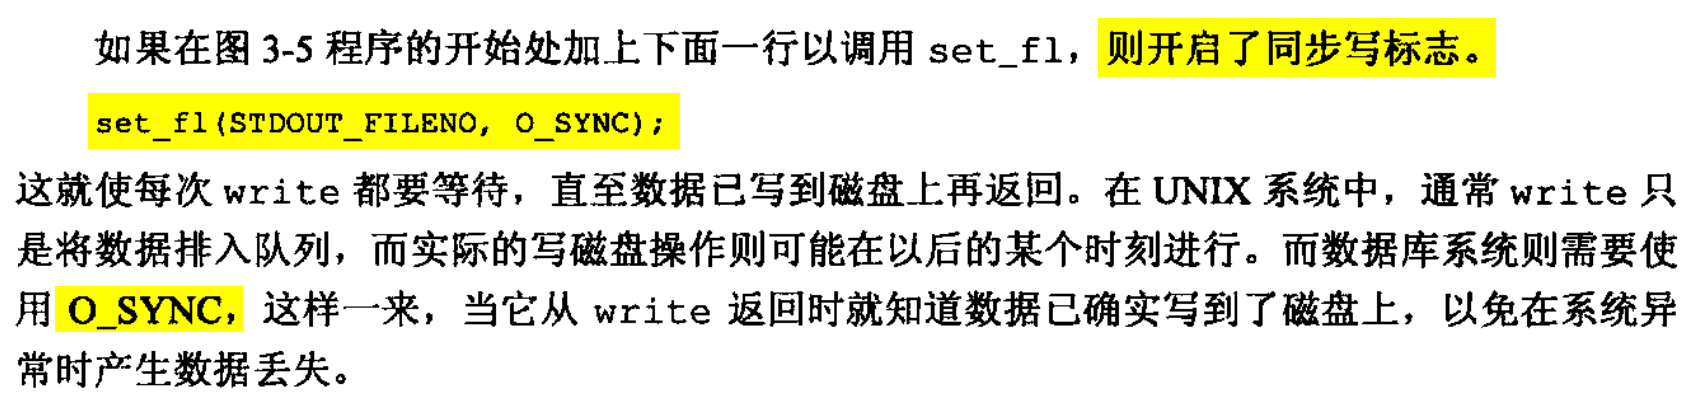 如果在图 3-5 程序的开始处加上下面一行以调用 set_fl，则开启了同步写标志。
set_fl(STDOUT_FILENO, O_SYNC);
这就使每次 write 都要等待，直至数据已写到磁盘上再返回。在 UNIX 系统中，通常 write 只
是将数据排入队列，而实际的写磁盘操作则可能在以后的某个时刻进行。而数据库系统则需要使
用 O_SYNC，这样一来，当它从 write 返回时就知道数据已确实写到了磁盘上，以免在系统异
常时产生数据丢失。